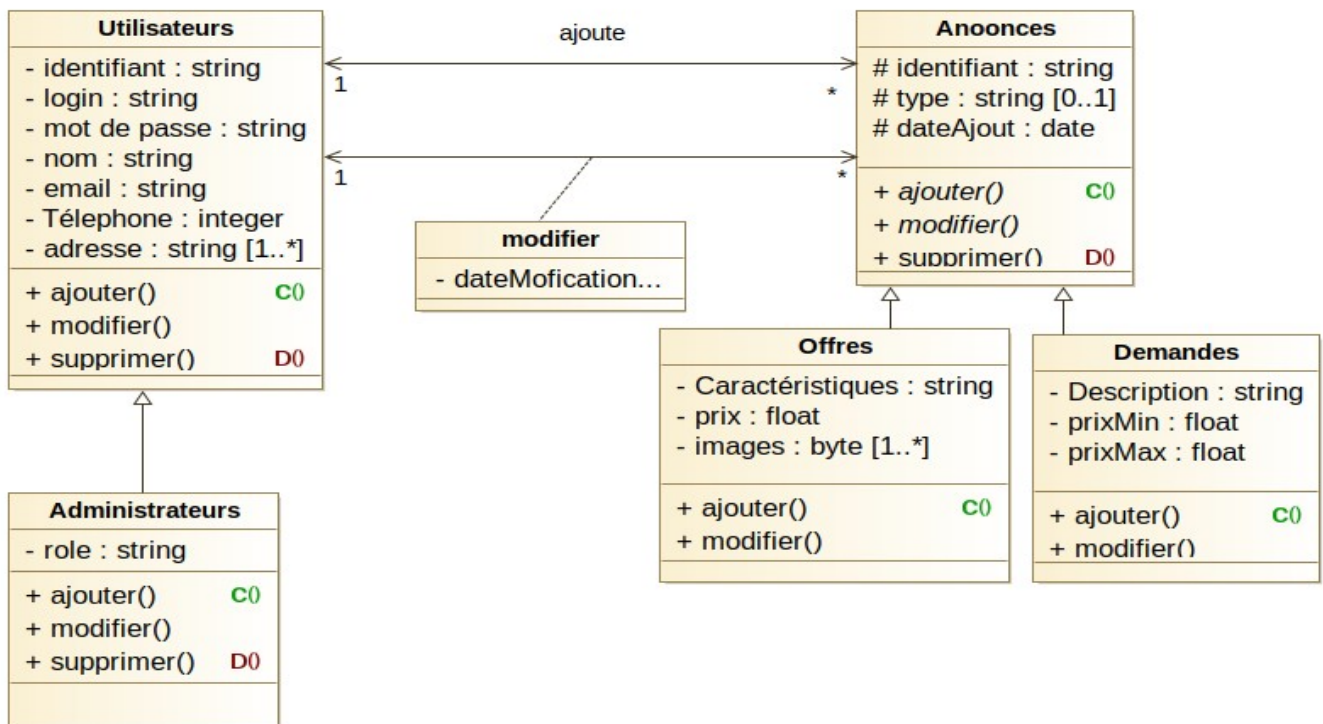 Utilisateurs
- identifiant : string
- login : string
- mot de passe : string
- nom : string
- email : string
- Télephone : integer
- adresse : string [1..*]
+ ajouter() C()
+ modifier()
+ supprimer() D()
ajoute
1
*
1
*
modifier
- dateMofication...
Anoonces
# identifiant : string
# type : string [0..1]
# dateAjout : date
+ ajouter() C()
+ modifier()
+ supprimer() D()
Offres
- Caractéristiques : string
- prix : float
- images : byte [1..*]
+ ajouter() C()
+ modifier()
Demandes
- Description : string
- prixMin : float
- prixMax : float
+ ajouter() C()
+ modifier()
Administrateurs
- role : string
+ ajouter() C()
+ modifier()
+ supprimer() D()